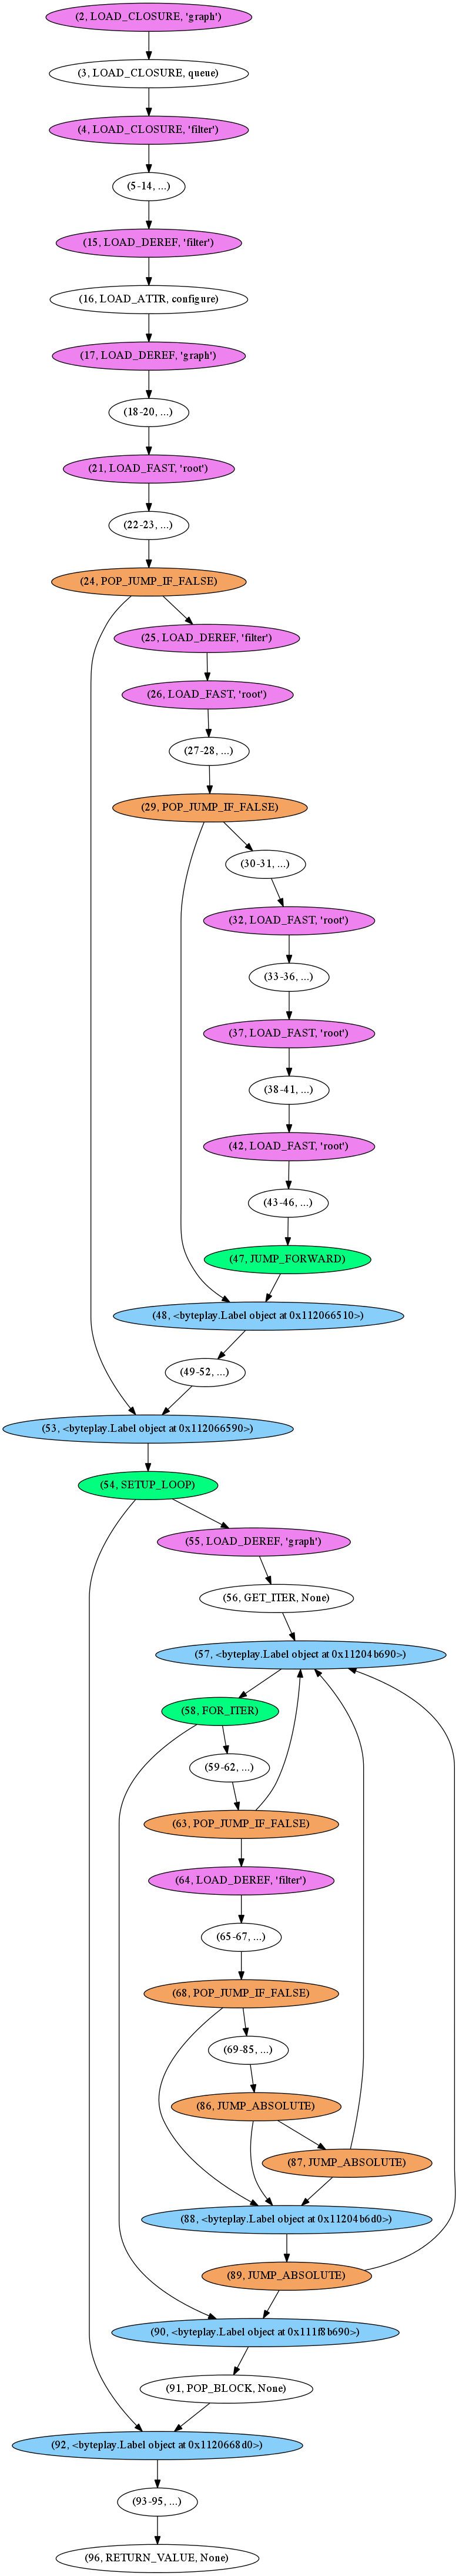 (2, LOAD_CLOSURE, 'graph')
(3, LOAD_CLOSURE, queue)
(4, LOAD_CLOSURE, 'filter')
(5-14, ...)
(15, LOAD_DEREF, 'filter')
(16, LOAD_ATTR, configure)
(17, LOAD_DEREF, 'graph')
(18-20, ...)
(21, LOAD_FAST, 'root')
(22-23, ...)
(24, POP_JUMP_IF_FALSE)
(25, LOAD_DEREF, 'filter')
(26, LOAD_FAST, 'root')
(27-28, ...)
(29, POP_JUMP_IF_FALSE)
(30-31, ...)
(32, LOAD_FAST, 'root')
(33-36, ...)
(37, LOAD_FAST, 'root')
(38-41, ...)
(42, LOAD_FAST, 'root')
(43-46, ...)
(47, JUMP_FORWARD)
(48, <byteplay.Label object at 0x112066510>)
(49-52, ...)
(53, <byteplay.Label object at 0x112066590>)
(54, SETUP_LOOP)
(55, LOAD_DEREF, 'graph')
(56, GET_ITER, None)
(57, <byteplay.Label object at 0x11204b690>)
(58, FOR_ITER)
(59-62, ...)
(63, POP_JUMP_IF_FALSE)
(64, LOAD_DEREF, 'filter')
(65-67, ...)
(68, POP_JUMP_IF_FALSE)
(69-85, ...)
(86, JUMP_ABSOLUTE)
(87, JUMP_ABSOLUTE)
(88, <byteplay.Label object at 0x11204b6d0>)
(89, JUMP_ABSOLUTE)
(90, <byteplay.Label object at 0x111f8b690>)
(91, POP_BLOCK, None)
(92, <byteplay.Label object at 0x1120668d0>)
(93-95, ...)
(96, RETURN_VALUE, None)